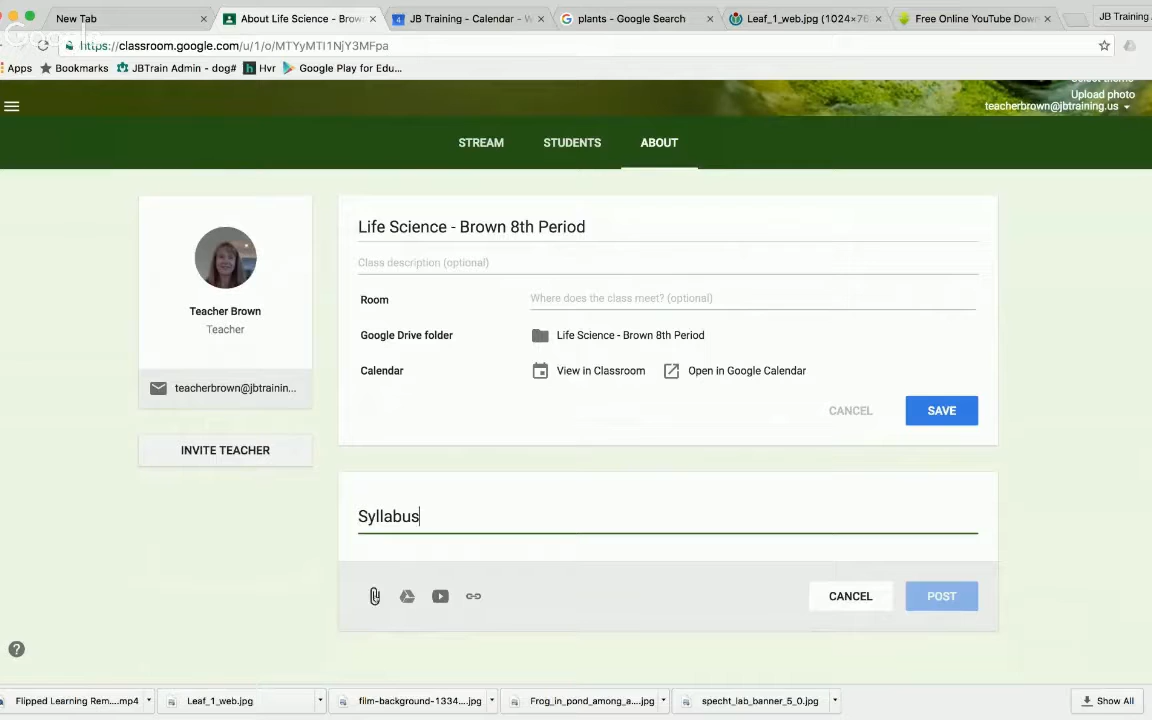 New Tab
About Life Science - Brow
JB Training - Calendar - W
plants - Google Search
Leaf_1_web.jpg (1024×76
Free Online YouTube Dow
JB Training
Google
https://classroom.google.com/u/1/o/MTYyMTI1NjY3MFpa
Apps
Bookmarks
JBTrain Admin - dog#
Hvr
Google Play for Edu...
Select theme
Upload photo
teacherbrown@jbtraining.us
STREAM
STUDENTS
ABOUT
Teacher Brown
Teacher
teacherbrown@jbtrainin...
INVITE TEACHER
Life Science - Brown 8th Period
Class description (optional)
Room
Where does the class meet? (optional)
Google Drive folder
Life Science - Brown 8th Period
Calendar
View in Classroom
Open in Google Calendar
CANCEL
SAVE
Syllabus
CANCEL
POST
Flipped Learning Rem....mp4
Leaf_1_web.jpg
film-background-1334....jpg
Frog_in_pond_among_a....jpg
specht_lab_banner_5_0.jpg
Show All